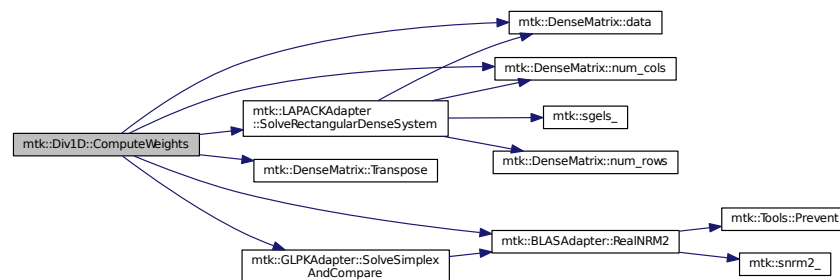 mtk::DenseMatrix::data
mtk::DenseMatrix::num_cols
mtk::LAPACKAdapter
::SolveRectangularDenseSystem
mtk::sgels_
mtk::Div1D::ComputeWeights
mtk::DenseMatrix::Transpose
mtk::DenseMatrix::num_rows
mtk::Tools::Prevent
mtk::BLASAdapter::RealNRM2
mtk::GLPKAdapter::SolveSimplex
AndCompare
mtk::snrm2_